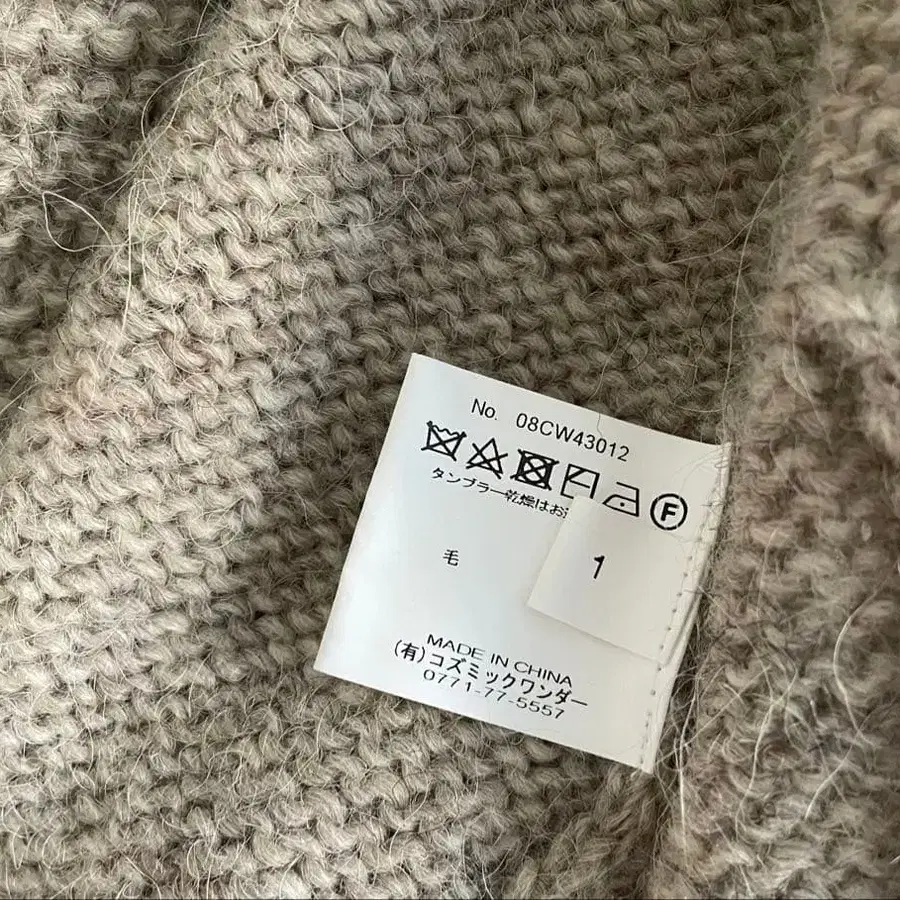 No. 08CW43012
F
タンブラー乾燥はお
毛
1
MADE IN CHINA
(有)コズミックワンダー
0771-77-5557